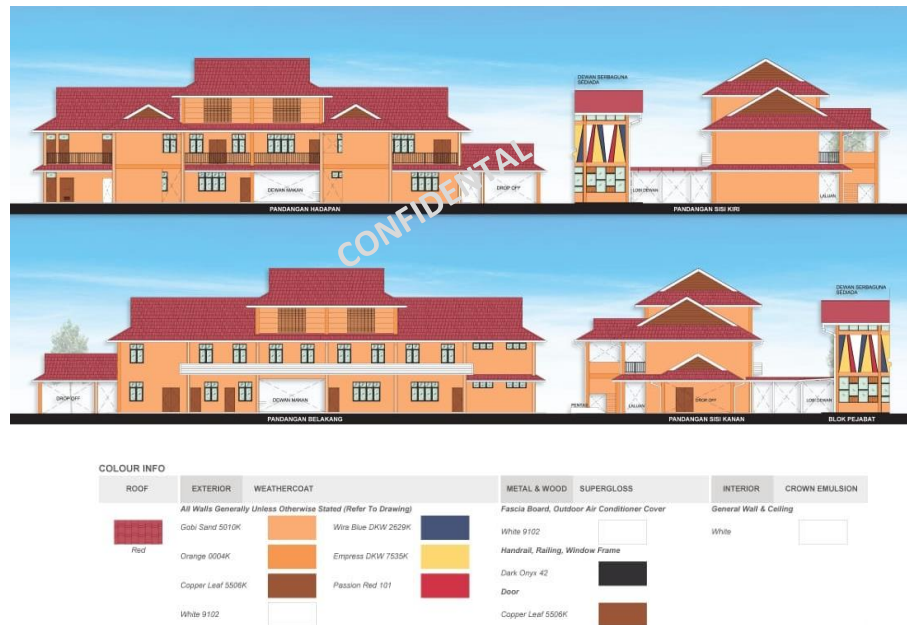 DEWAN SERBAGUNA
SEDIADA
DEWAN MAKAN
DROP OFF
LOBI DEWAN
LALUAN
PANDANGAN HADAPAN
PANDANGAN SISI KIRI
CONFIDENTAL
DEWAN SERBAGUNA
SEDIADA
DROP OFF
DEWAN MAKAN
LALUAN
DROP OFF
LOBI DEWAN
PANDANGAN BELAKANG
PANDANGAN SISI KANAN
BLOK PEJABAT
COLOUR INFO
ROOF
EXTERIOR WEATHERCOAT
METAL & WOOD SUPERGLOSS
INTERIOR CROWN EMULSION
All Walls Generally Unless Otherwise Stated (Refer To Drawing)
Fascia Board, Outdoor Air Conditioner Cover
General Wall & Ceiling
Gobi Sand 5010K
Wira Blue DKW 2629K
White 9102
White
Red
Handrail, Railing, Window Frame
Orange 0004K
Empress DKW 7535K
Dark Onyx 42
Copper Leaf 5506K
Passion Red 101
Door
White 9102
Copper Leaf 5506K